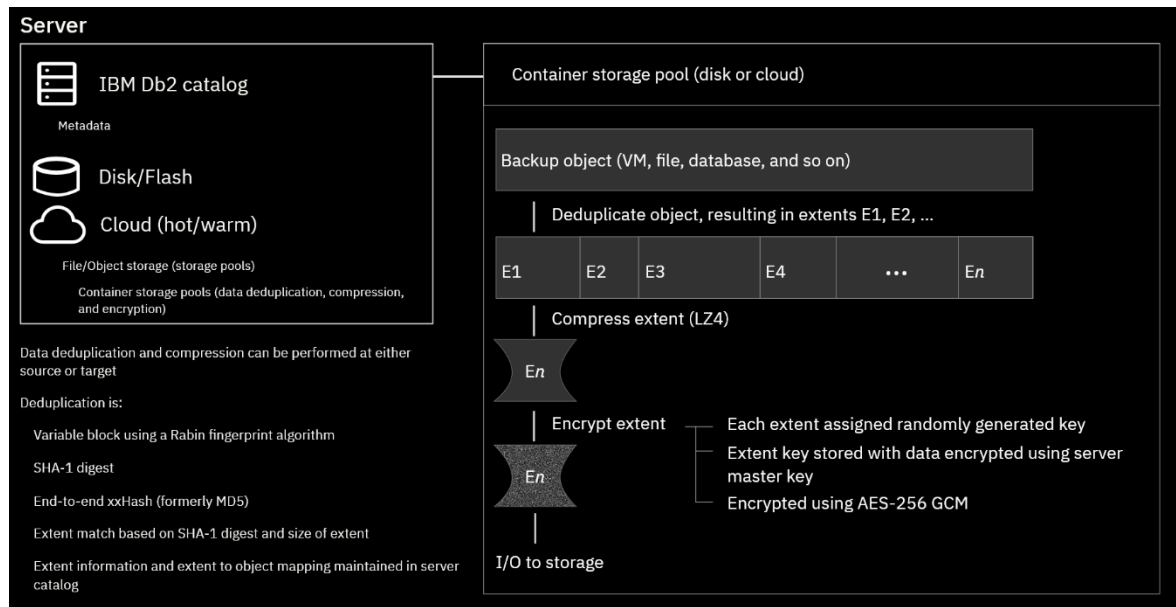 Server
IBM Db2 catalog
Metadata
Disk/Flash
Cloud (hot/warm)
File/Object storage (storage pools)
Container storage pools (data deduplication, compression,
and encryption)
Data deduplication and compression can be performed at either
source or target
Deduplication is:
Variable block using a Rabin fingerprint algorithm
SHA-1 digest
End-to-end xxHash (formerly MD5)
Extent match based on SHA-1 digest and size of extent
Extent information and extent to object mapping maintained in server
catalog
Container storage pool (disk or cloud)
Backup object (VM, file, database, and so on)
Deduplicate object, resulting in extents E1, E2, ...
E1 E2 E3 E4 ••• En
Compress extent (LZ4)
En
Encrypt extent
Each extent assigned randomly generated key
Extent key stored with data encrypted using server
master key
Encrypted using AES-256 GCM
En
I/O to storage